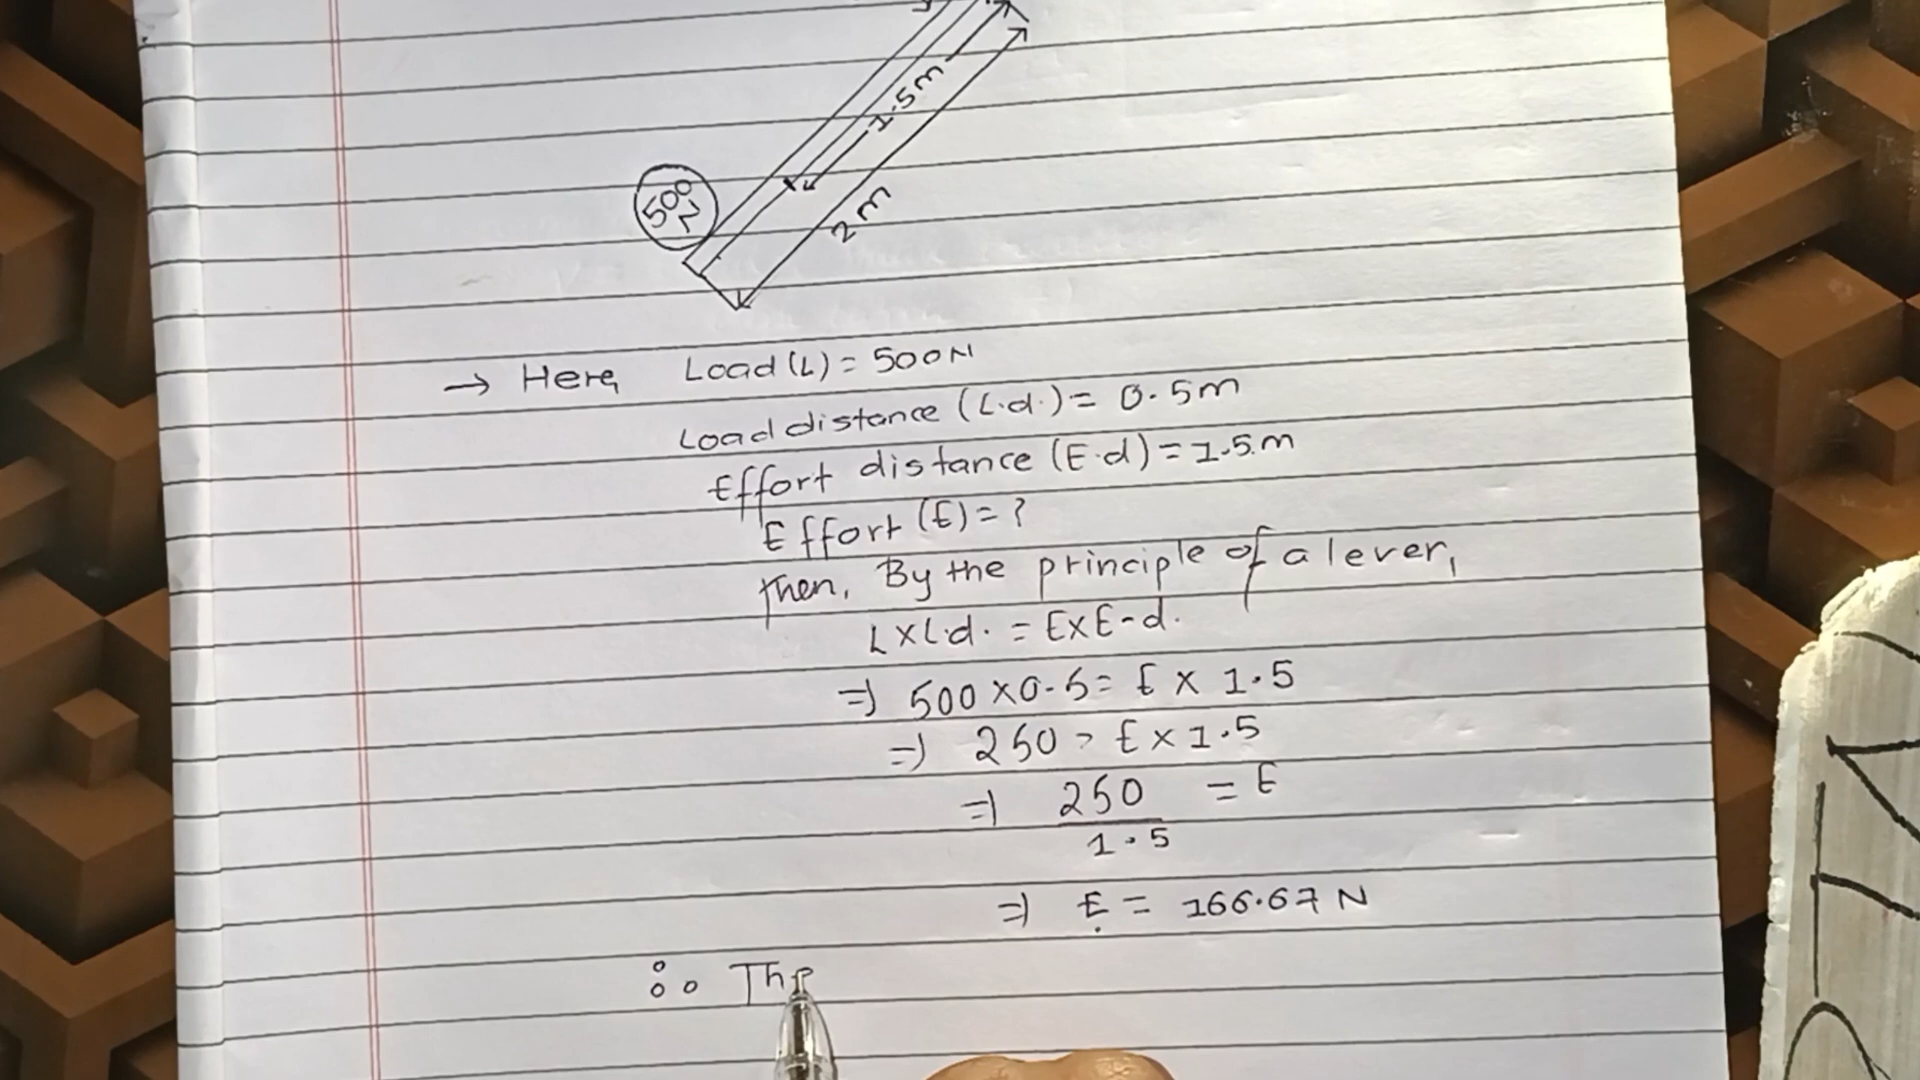 1.5m
500
N
2m
→ Here, Load (L) = 500N
Load distance (L.d.) = 0.5m
Effort distance (E.d) = 1.5m
Effort (E) = ?
Then, By the principle of a lever,
L×L.d. = E×E-d.
⇒ 500×0.5 = E × 1.5
⇒ 250 = E × 1.5
⇒ 250 = E
1.5
⇒ E = 166.67 N
∴ The